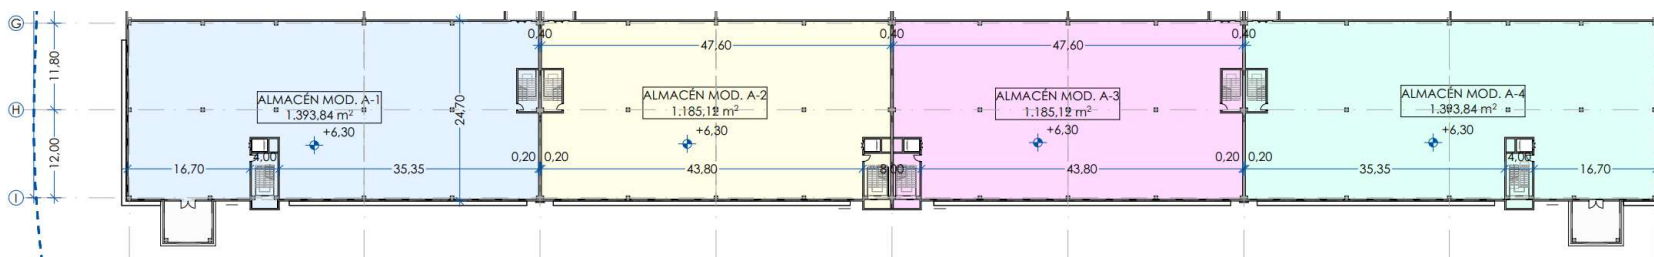 G
H
I
11,80
12,00
24,70
0,40
47,60
0,40
47,60
0,40
ALMACÉN MOD. A-1
1.393,84 m²
+6,30
ALMACÉN MOD. A-2
1.185,12 m²
+6,30
ALMACÉN MOD. A-3
1.185,12 m²
+6,30
ALMACÉN MOD. A-4
1.393,84 m²
+6,30
16,70
4,00
35,35
0,20
0,20
43,80
8,00
43,80
0,20
0,20
35,35
4,00
16,70